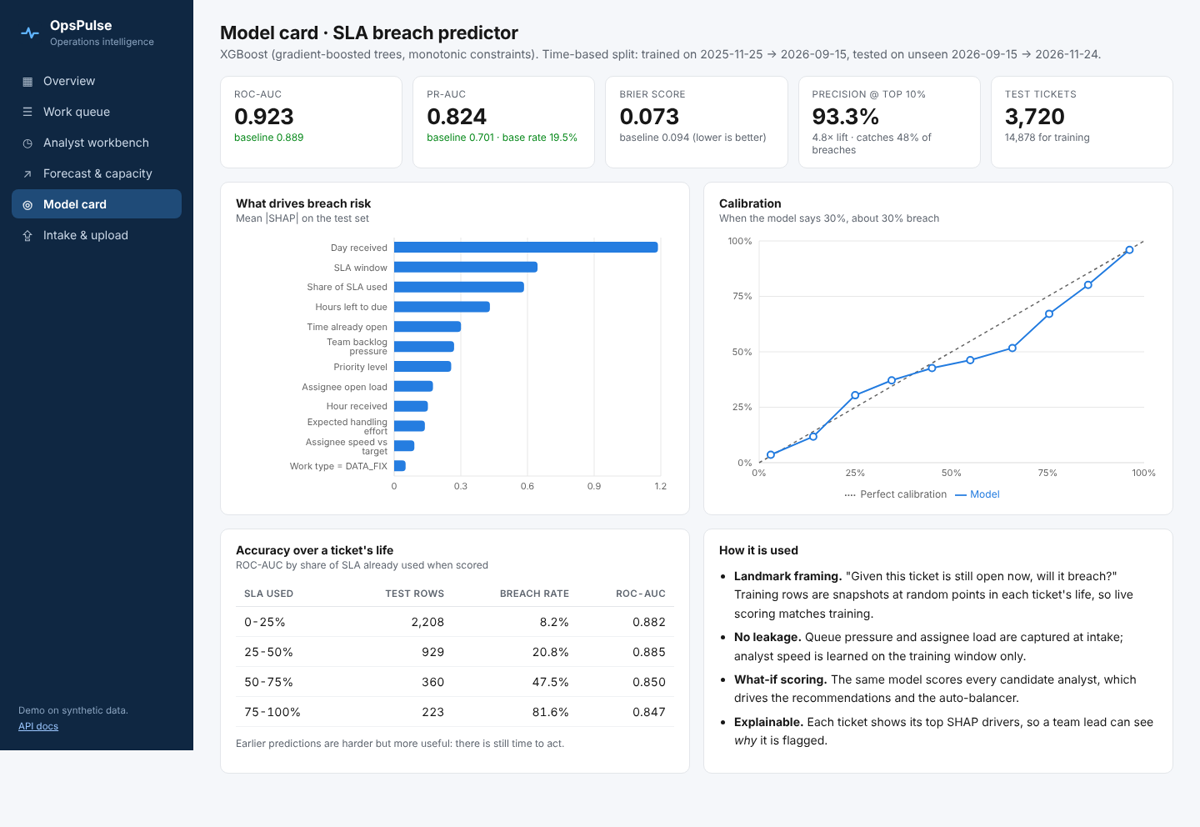 OpsPulse
Operations intelligence
Overview
Work queue
Analyst workbench
Forecast & capacity
Model card
Intake & upload
Demo on synthetic data.
API docs
Model card · SLA breach predictor
XGBoost (gradient-boosted trees, monotonic constraints). Time-based split: trained on 2025-11-25 → 2026-09-15, tested on unseen 2026-09-15 → 2026-11-24.
ROC-AUC
0.923
baseline 0.889
PR-AUC
0.824
baseline 0.701 · base rate 19.5%
BRIER SCORE
0.073
baseline 0.094 (lower is better)
PRECISION @ TOP 10%
93.3%
4.8× lift · catches 48% of
breaches
TEST TICKETS
3,720
14,878 for training
What drives breach risk
Mean |SHAP| on the test set
Day received
SLA window
Share of SLA used
Hours left to due
Time already open
Team backlog
pressure
Priority level
Assignee open load
Hour received
Expected handling
effort
Assignee speed vs
target
Work type = DATA_FIX
0 0.3 0.6 0.9 1.2
Calibration
When the model says 30%, about 30% breach
100%
75%
50%
25%
0%
0% 25% 50% 75% 100%
Perfect calibration Model
Accuracy over a ticket's life
ROC-AUC by share of SLA already used when scored
SLA USED TEST ROWS BREACH RATE ROC-AUC
0-25% 2,208 8.2% 0.882
25-50% 929 20.8% 0.885
50-75% 360 47.5% 0.850
75-100% 223 81.6% 0.847
Earlier predictions are harder but more useful: there is still time to act.
How it is used
• Landmark framing. "Given this ticket is still open now, will it breach?"
Training rows are snapshots at random points in each ticket's life, so live
scoring matches training.
• No leakage. Queue pressure and assignee load are captured at intake;
analyst speed is learned on the training window only.
• What-if scoring. The same model scores every candidate analyst, which
drives the recommendations and the auto-balancer.
• Explainable. Each ticket shows its top SHAP drivers, so a team lead can see
why it is flagged.